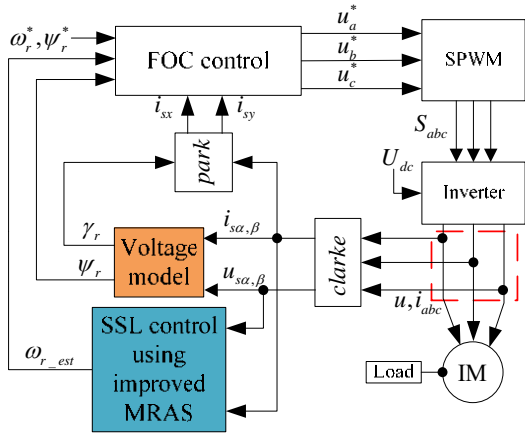 ω_r^*, ψ_r^*
FOC control
u_a^*
u_b^*
u_c^*
SPWM
i_sx
i_sy
S_abc
park
U_dc
Inverter
γ_r
ψ_r
Voltage
model
i_sα,β
u_sα,β
clarke
u, i_abc
SSL control
using
improved
MRAS
ω_r_est
Load
IM